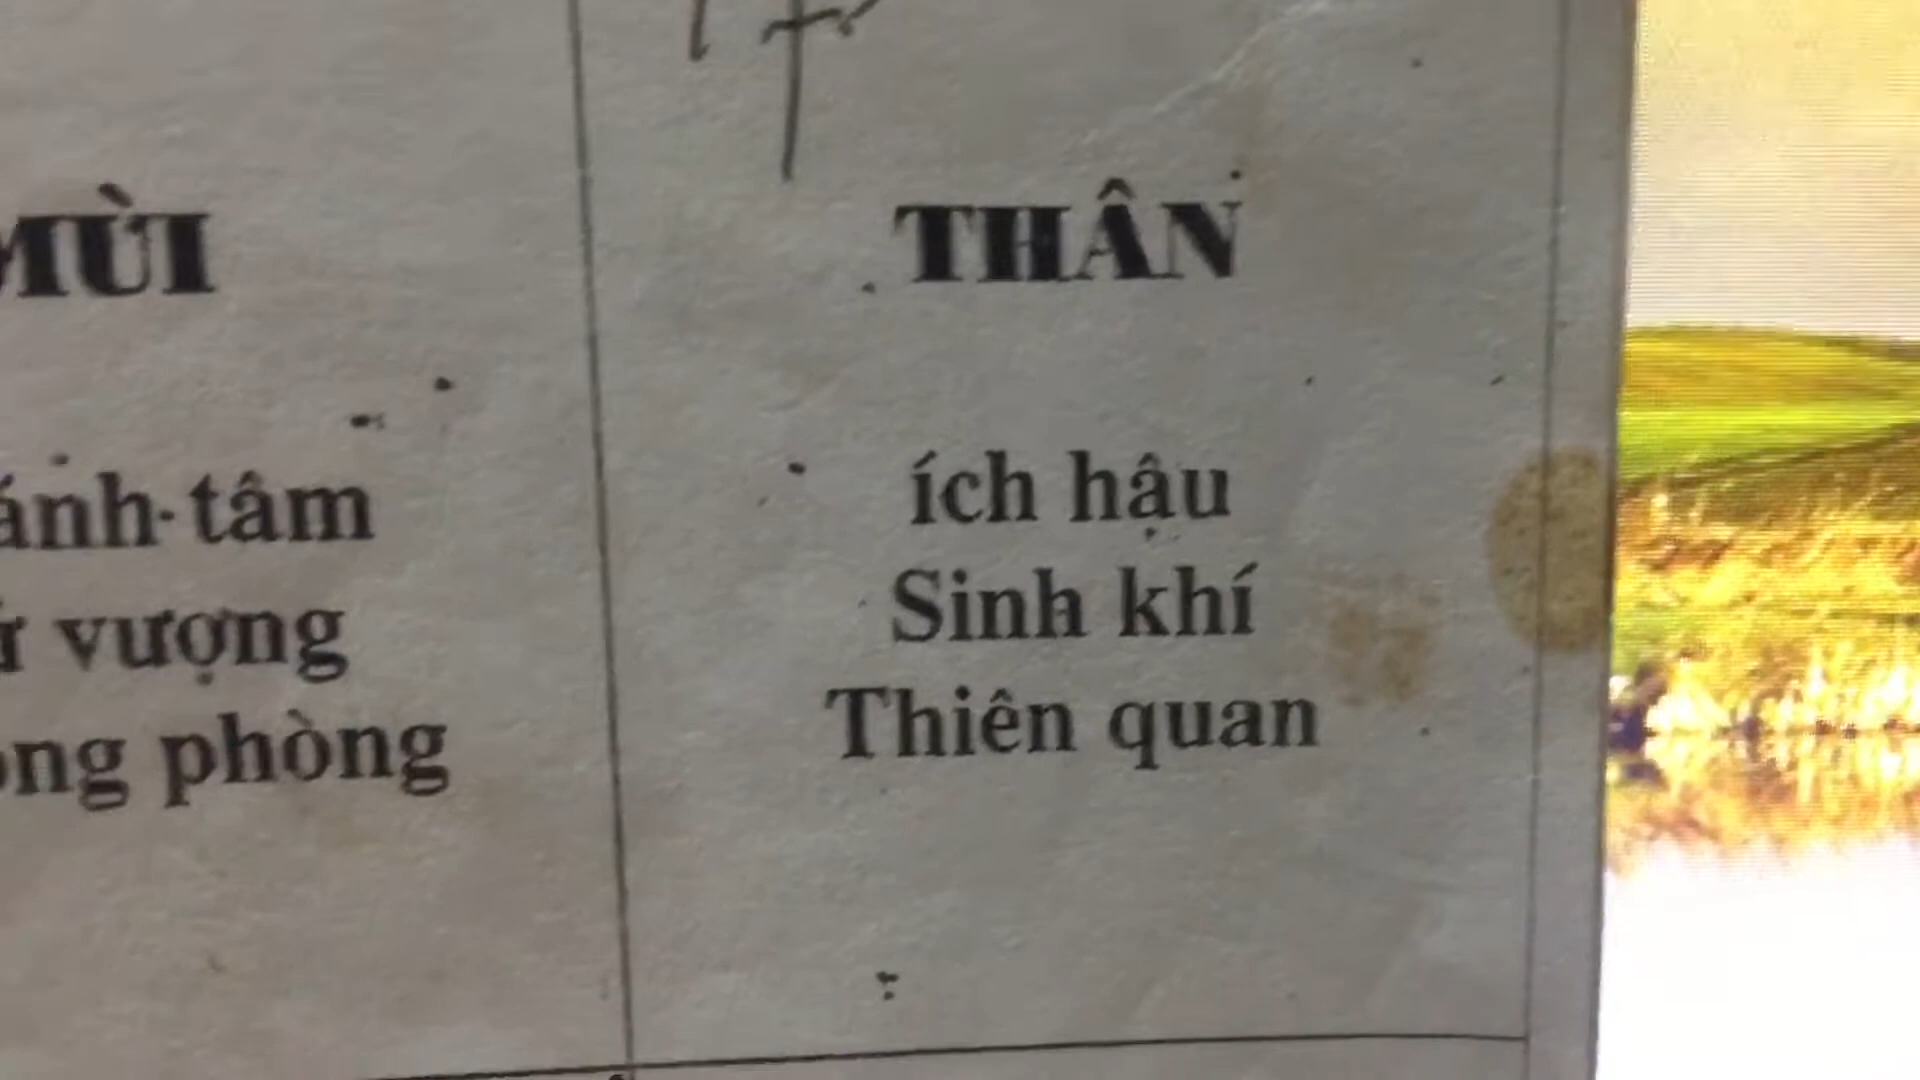 MÙI
THÂN
tâm
vượng
phòng
ích hậu
Sinh khí
Thiên quan